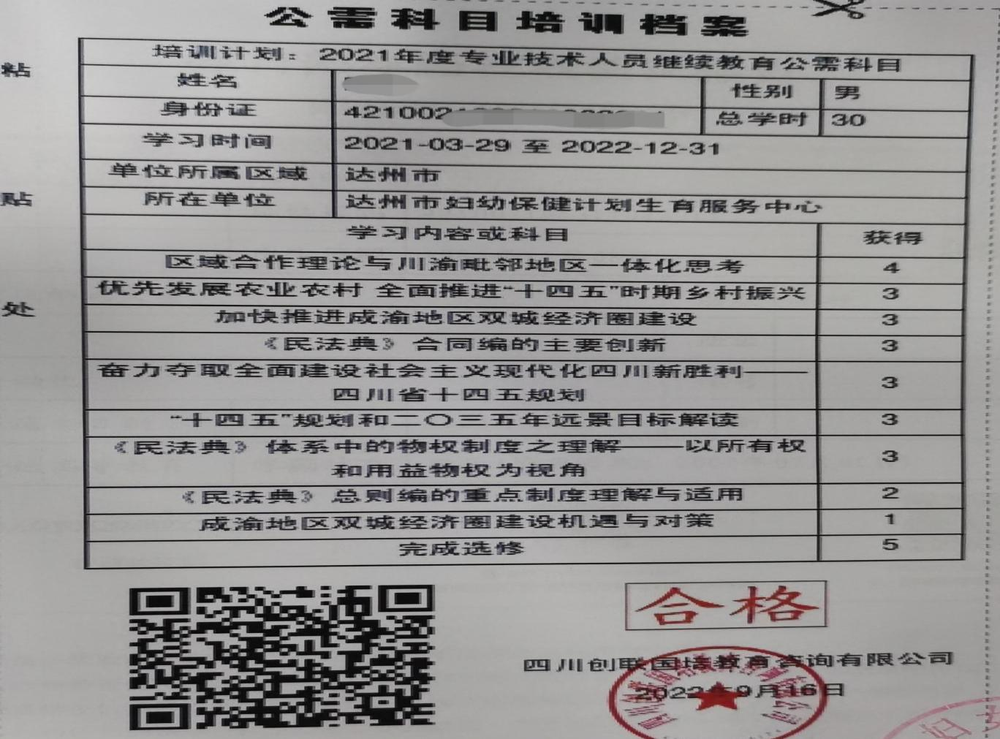 公需科目培训档案
培训计划：2021年度专业技术人员继续教育公需科目
姓名
性别 男
身份证 421002
总学时 30
学习时间 2021-03-29 至 2022-12-31
单位所属区域 达州市
所在单位 达州市妇幼保健计划生育服务中心
学习内容或科目 获得
区域合作理论与川渝毗邻地区一体化思考 4
优先发展农业农村 全面推进“十四五”时期乡村振兴 3
加快推进成渝地区双城经济圈建设 3
《民法典》合同编的主要创新 3
奋力夺取全面建设社会主义现代化四川新胜利——
四川省十四五规划 3
“十四五”规划和二〇三五年远景目标解读 3
《民法典》体系中的物权制度之理解——以所有权
和用益物权为视角 3
《民法典》总则编的重点制度理解与适用 2
成渝地区双城经济圈建设机遇与对策 1
完成选修 5
粘
贴
处
合格
四川创联国培教育咨询有限公司
2022年9月16日
妇